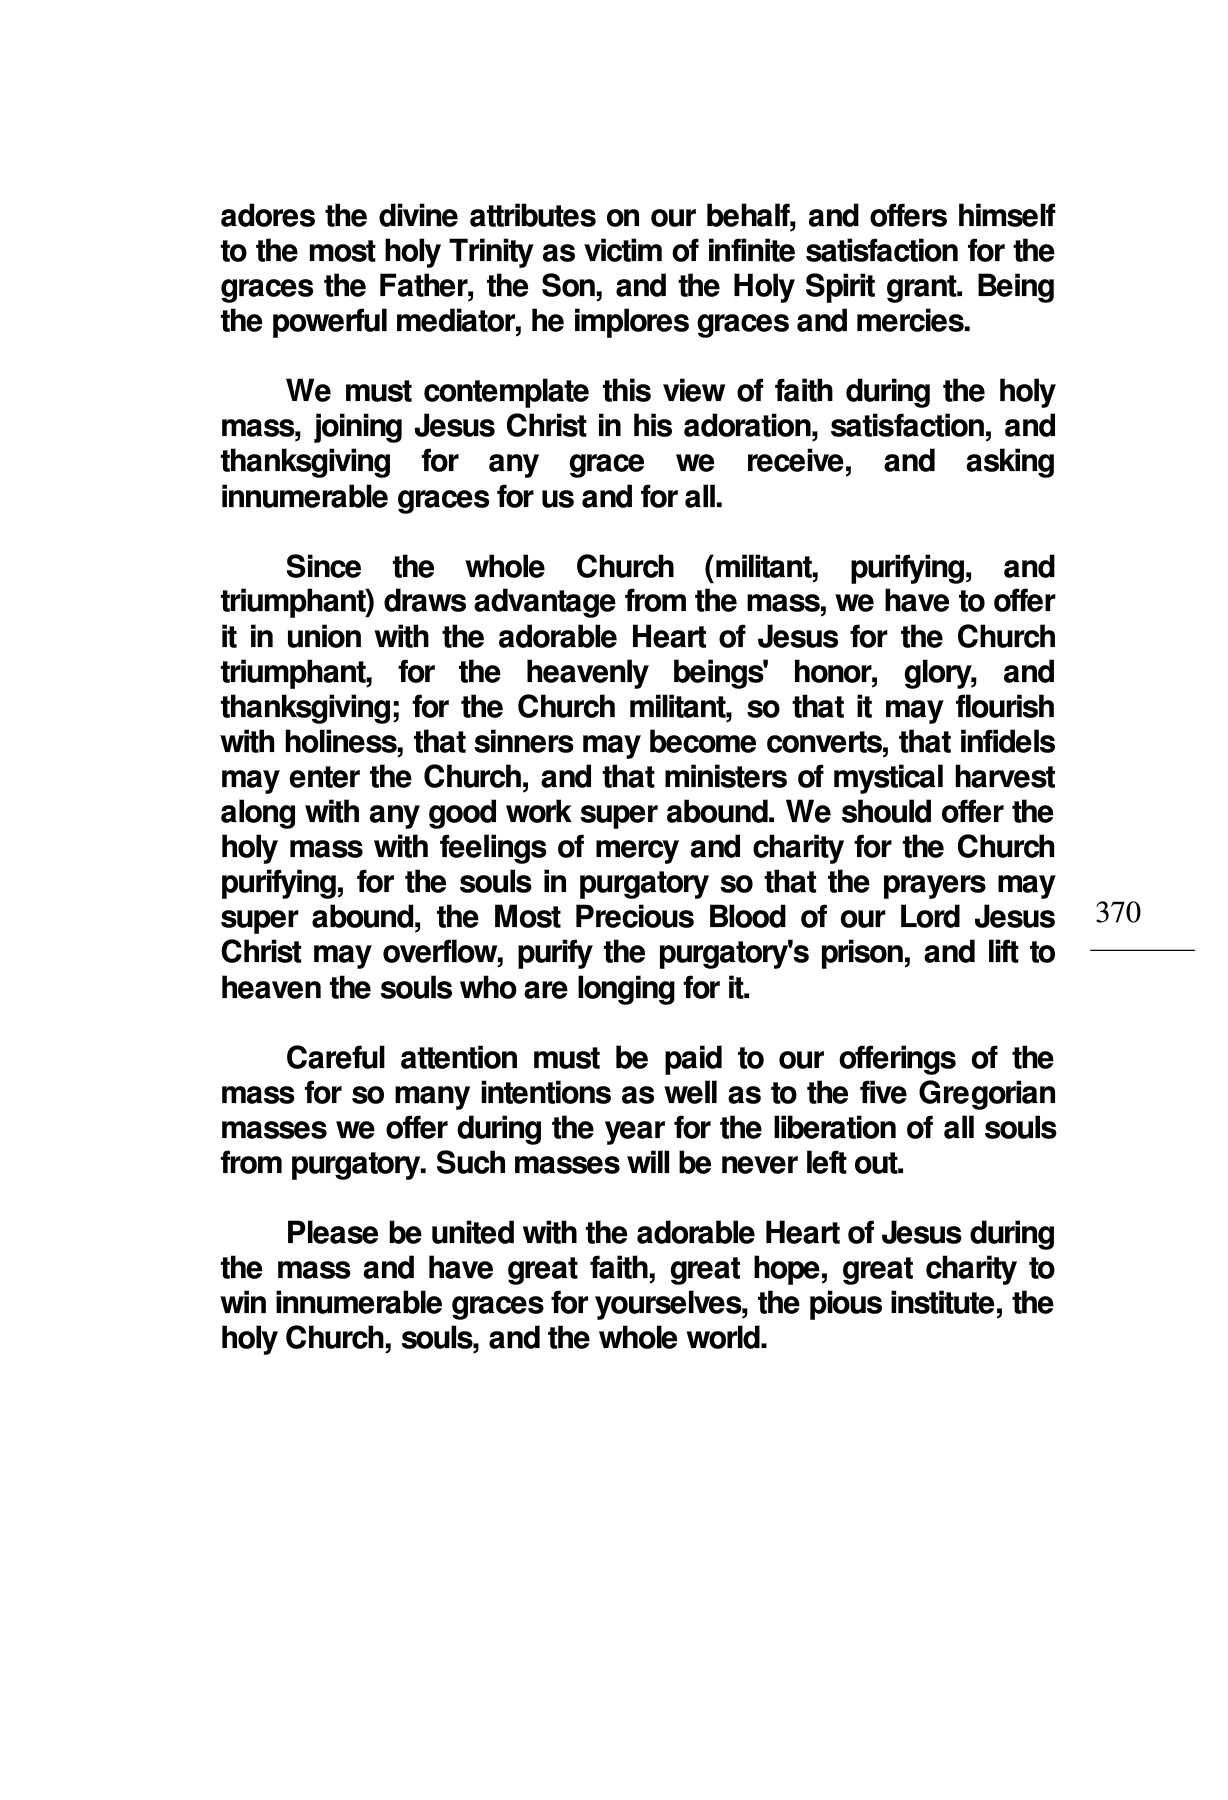 adores the divine attributes on our behalf, and offers himself
to the most holy Trinity as victim of infinite satisfaction for the
graces the Father, the Son, and the Holy Spirit grant. Being
the powerful mediator, he implores graces and mercies.
We must contemplate this view of faith during the holy
mass, joining Jesus Christ in his adoration, satisfaction, and
thanksgiving for any grace we receive, and asking
innumerable graces for us and for all.
Since the whole Church (militant, purifying, and
triumphant) draws advantage from the mass, we have to offer
it in union with the adorable Heart of Jesus for the Church
triumphant, for the heavenly beings' honor, glory, and
thanksgiving; for the Church militant, so that it may flourish
with holiness, that sinners may become converts, that infidels
may enter the Church, and that ministers of mystical harvest
along with any good work super abound. We should offer the
holy mass with feelings of mercy and charity for the Church
purifying, for the souls in purgatory so that the prayers may
super abound, the Most Precious Blood of our Lord Jesus
Christ may overflow, purify the purgatory's prison, and lift to
heaven the souls who are longing for it.
Careful attention must be paid to our offerings of the
mass for so many intentions as well as to the five Gregorian
masses we offer during the year for the liberation of all souls
from purgatory. Such masses will be never left out.
Please be united with the adorable Heart of Jesus during
the mass and have great faith, great hope, great charity to
win innumerable graces for yourselves, the pious institute, the
holy Church, souls, and the whole world.
370